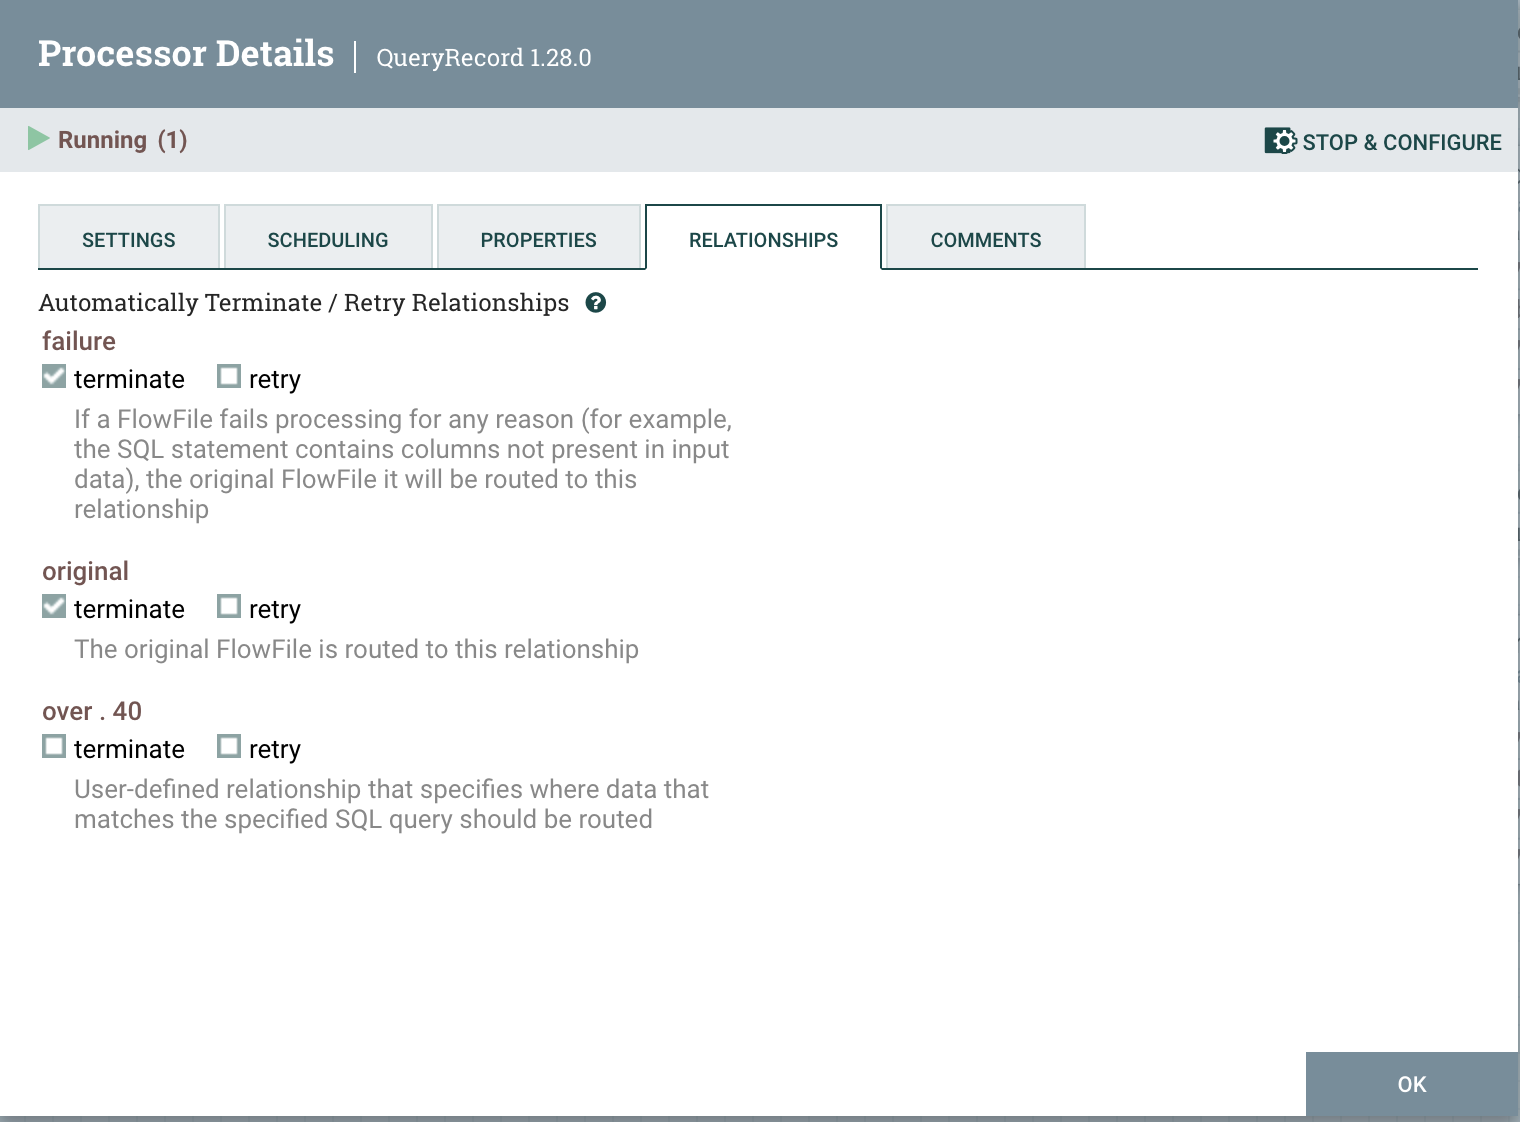 Processor Details | QueryRecord 1.28.0
Running (1)
STOP & CONFIGURE
SETTINGS
SCHEDULING
PROPERTIES
RELATIONSHIPS
COMMENTS
Automatically Terminate / Retry Relationships ?
failure
terminate retry
If a FlowFile fails processing for any reason (for example,
the SQL statement contains columns not present in input
data), the original FlowFile it will be routed to this
relationship
original
terminate retry
The original FlowFile is routed to this relationship
over . 40
terminate retry
User-defined relationship that specifies where data that
matches the specified SQL query should be routed
OK